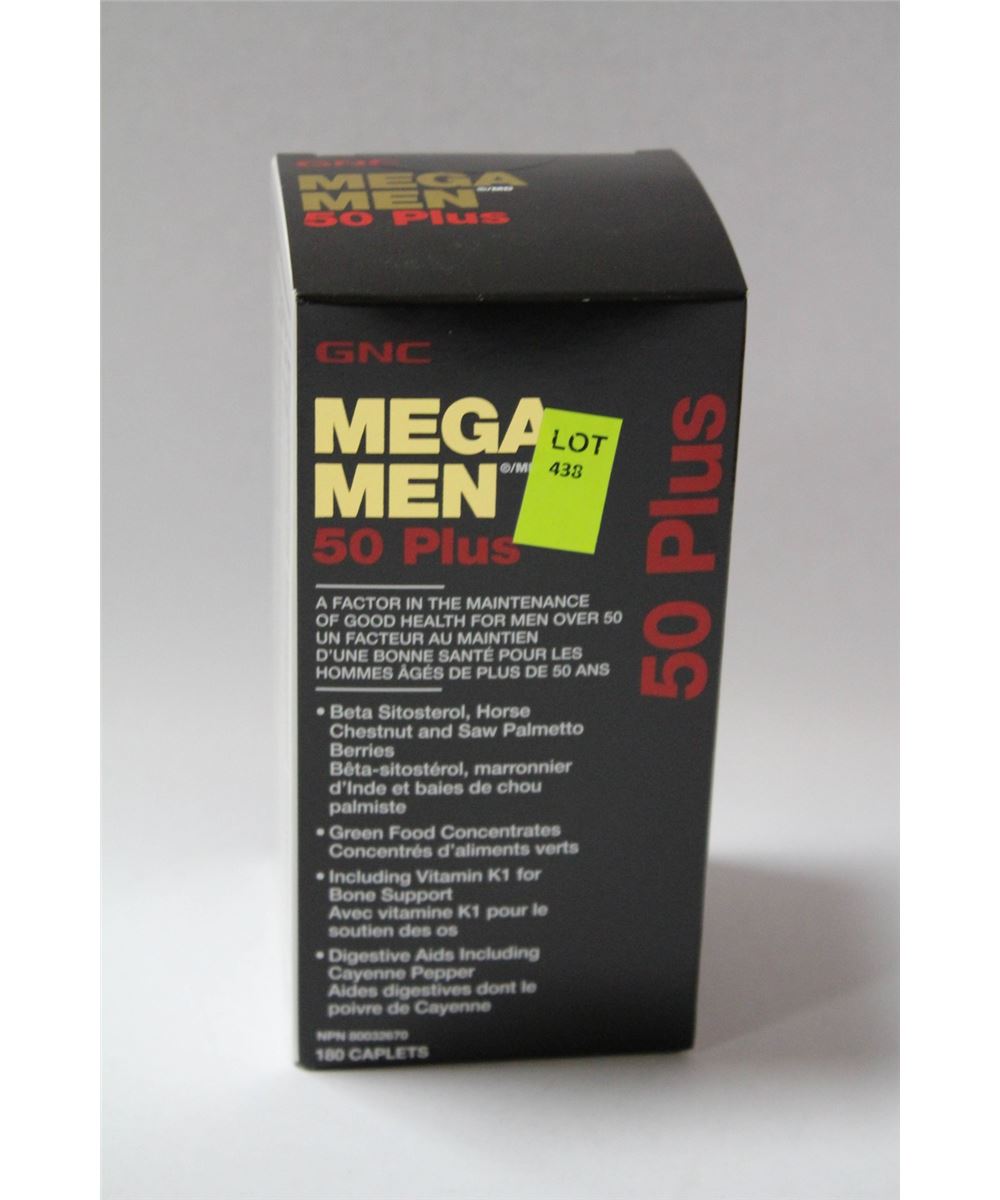 GNC
MEGA
MEN ®/MD
50 Plus
GNC
MEGA
MEN
50 Plus
LOT
438
50 Plus
A FACTOR IN THE MAINTENANCE
OF GOOD HEALTH FOR MEN OVER 50
UN FACTEUR AU MAINTIEN
D'UNE BONNE SANTÉ POUR LES
HOMMES ÂGÉS DE PLUS DE 50 ANS
• Beta Sitosterol, Horse
Chestnut and Saw Palmetto
Berries
Bêta-sitostérol, marronnier
d'Inde et baies de chou
palmiste
• Green Food Concentrates
Concentrés d'aliments verts
• Including Vitamin K1 for
Bone Support
Avec vitamine K1 pour le
soutien des os
• Digestive Aids Including
Cayenne Pepper
Aides digestives dont le
poivre de Cayenne
NPN 80032670
180 CAPLETS